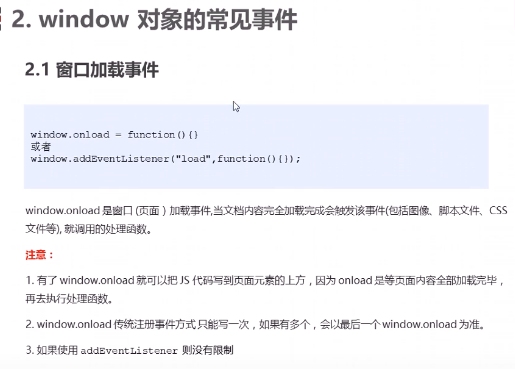 2. window 对象的常见事件
2.1 窗口加载事件
window.onload = function(){}
或者
window.addEventListener("load",function(){});
window.onload 是窗口 (页面）加载事件,当文档内容完全加载完成会触发该事件(包括图像、脚本文件、CSS
文件等), 就调用的处理函数。
注意：
1. 有了 window.onload 就可以把 JS 代码写到页面元素的上方，因为 onload 是等页面内容全部加载完毕，
再去执行处理函数。
2. window.onload 传统注册事件方式 只能写一次，如果有多个，会以最后一个 window.onload 为准。
3. 如果使用 addEventListener 则没有限制